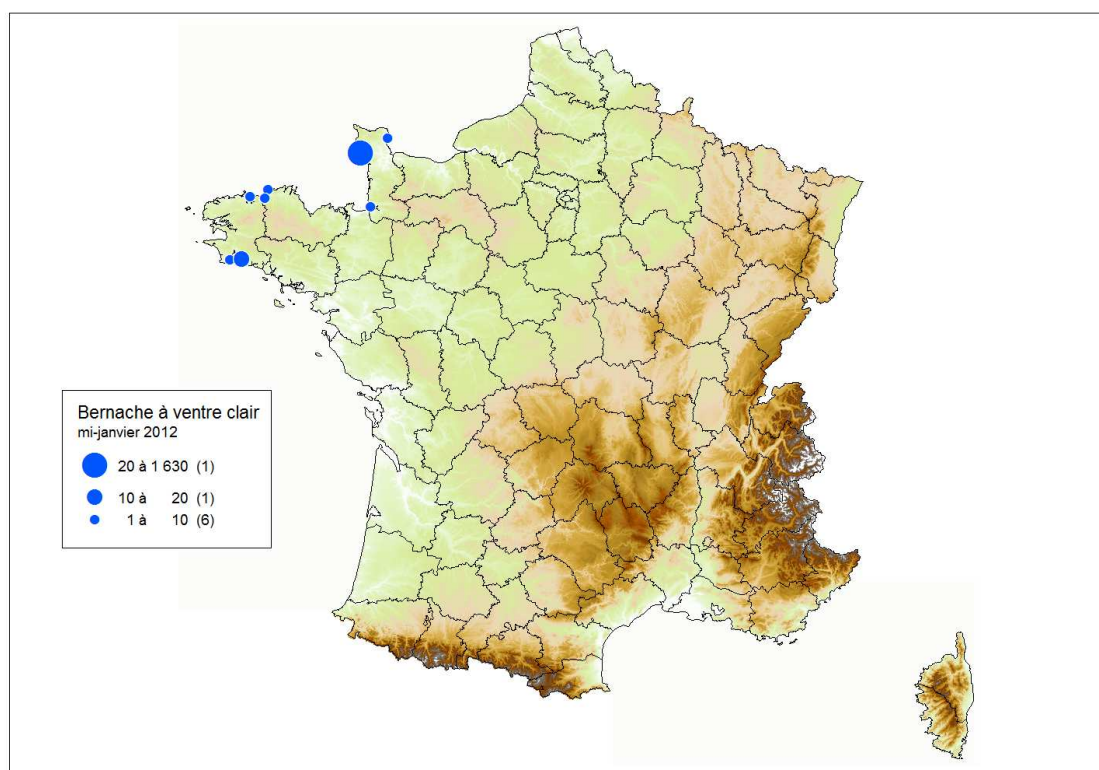 Bernache à ventre clair
mi-janvier 2012
20 à 1 630 (1)
10 à 20 (1)
1 à 10 (6)